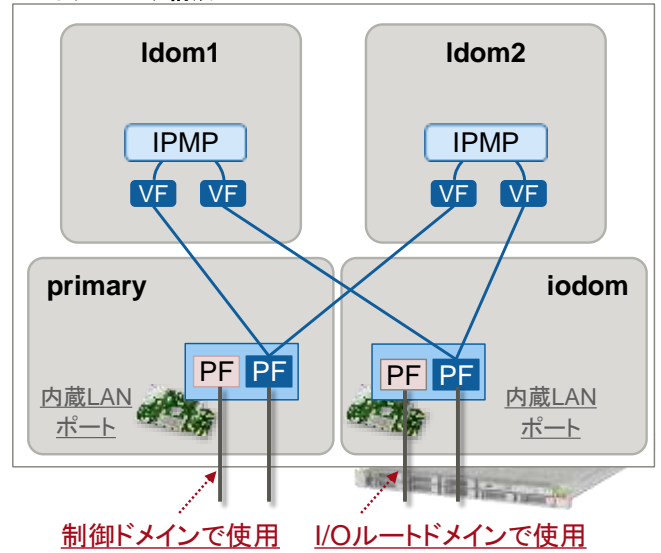 ldom1
ldom2
IPMP
IPMP
VF
VF
VF
VF
primary
iodom
PF
PF
PF
PF
内蔵LAN
ポート
内蔵LAN
ポート
制御ドメインで使用
I/Oルートドメインで使用